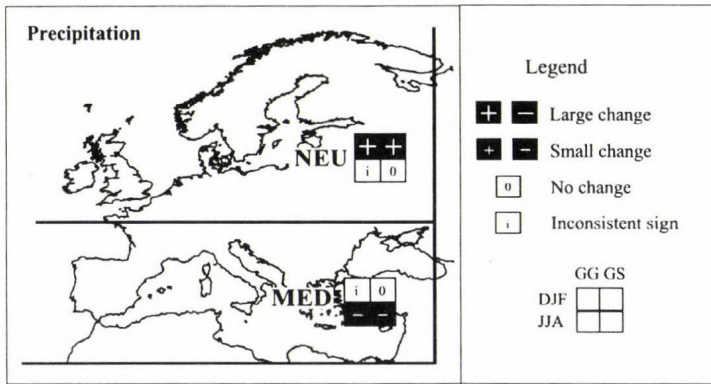 Precipitation
NEU
+ +
i 0
MED
i 0
− −
Legend
+ − Large change
+ − Small change
0 No change
i Inconsistent sign
GG GS
DJF
JJA